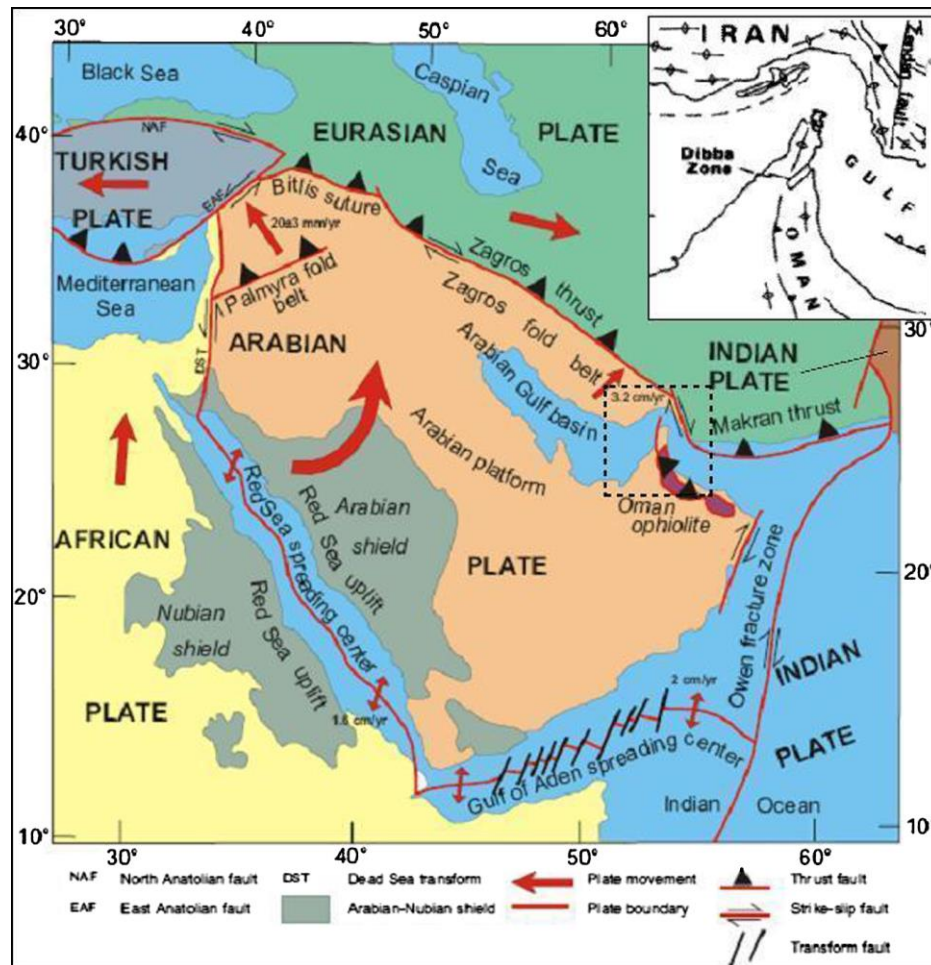 30°
40°
50°
60°
Black Sea
Caspian
Sea
IRAN
Zendan fault
Dibba
Zone
GULF
OMAN
40°
NAF
EURASIAN
PLATE
TURKISH
PLATE
EAF
Bitlis suture
20±3 mm/yr
Zagros thrust
Zagros fold belt
Mediterranean
Sea
Palmyra fold
belt
30°
30°
DST
ARABIAN
Arabian Gulf basin
INDIAN
PLATE
3.2 cm/yr
Makran thrust
Arabian platform
Red Sea spreading center
Red Sea uplift
Arabian
shield
Oman
ophiolite
AFRICAN
PLATE
20°
20°
Nubian
shield
Red Sea uplift
Owen fracture zone
INDIAN
PLATE
PLATE
1.6 cm/yr
2 cm/yr
Gulf of Aden spreading center
Indian Ocean
10°
10°
30°
40°
50°
60°
NAF North Anatolian fault
DST Dead Sea transform
Plate movement
Thrust fault
EAF East Anatolian fault
Arabian–Nubian shield
Plate boundary
Strike-slip fault
Transform fault